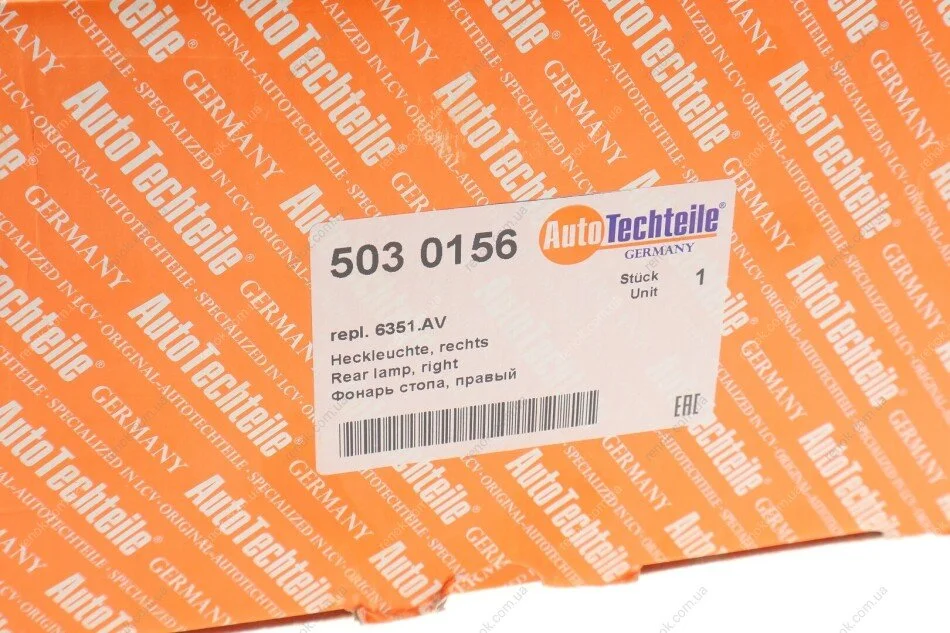 503 0156
AutoTechteile®
GERMANY
Stück 1
Unit
repl. 6351.AV
Heckleuchte, rechts
Rear lamp, right
Фонарь стопа, правый
EAC
AutoTechteile®
GERMANY
ORIGINAL-AUTOTECHTEILE · SPECIALIZED IN LCV